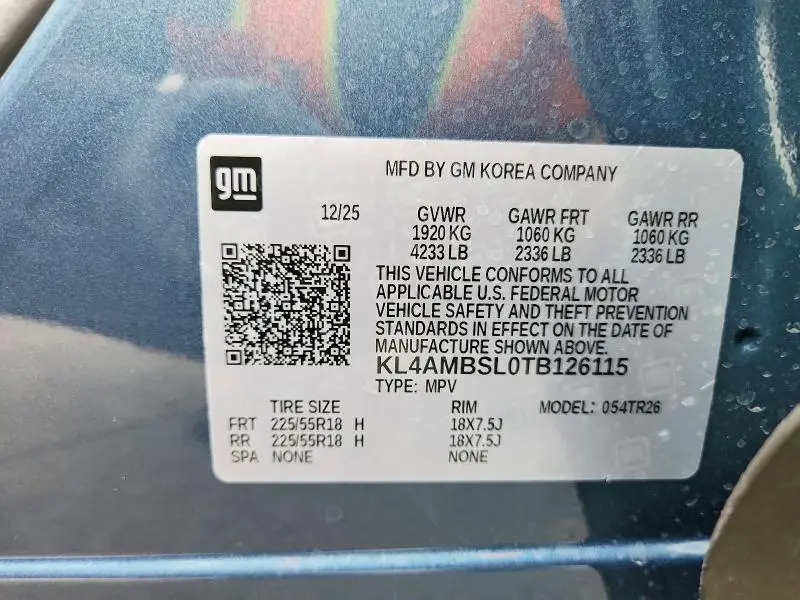 gm
MFD BY GM KOREA COMPANY
12/25 GVWR GAWR FRT GAWR RR
1920 KG 1060 KG 1060 KG
4233 LB 2336 LB 2336 LB
THIS VEHICLE CONFORMS TO ALL
APPLICABLE U.S. FEDERAL MOTOR
VEHICLE SAFETY AND THEFT PREVENTION
STANDARDS IN EFFECT ON THE DATE OF
MANUFACTURE SHOWN ABOVE.
KL4AMBSL0TB126115
TYPE: MPV
TIRE SIZE RIM MODEL: 054TR26
FRT 225/55R18 H 18X7.5J
RR 225/55R18 H 18X7.5J
SPA NONE NONE